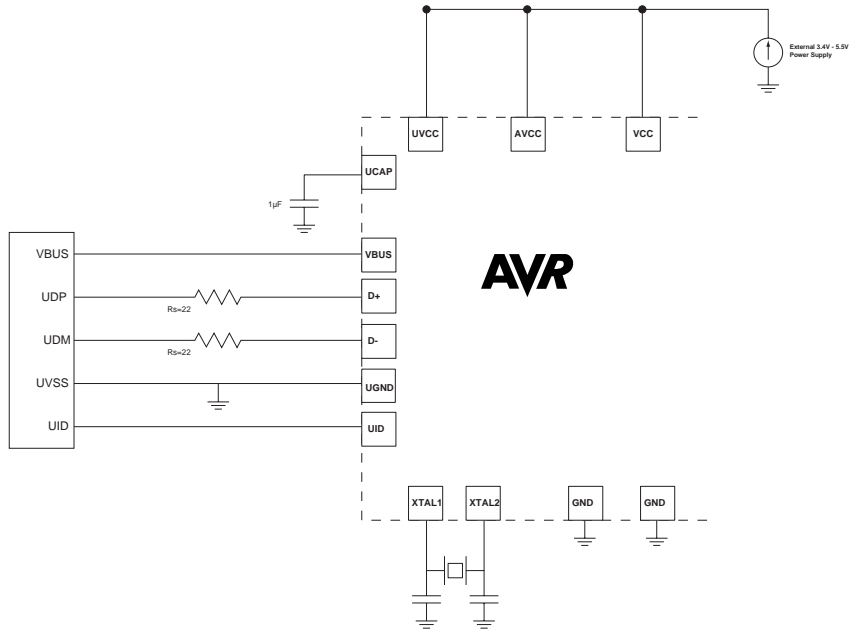 External 3.4V - 5.5V
Power Supply
UVCC
AVCC
VCC
UCAP
1µF
VBUS
VBUS
UDP
Rs=22
D+
UDM
Rs=22
D-
UVSS
UGND
UID
UID
AVR
XTAL1
XTAL2
GND
GND